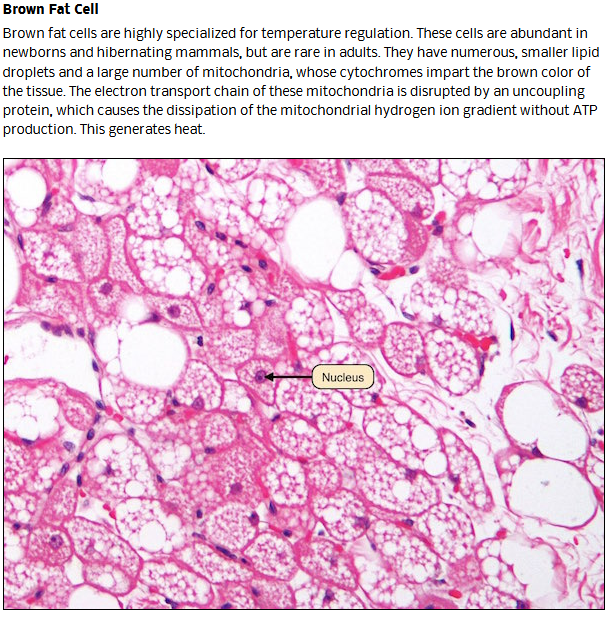 Brown Fat Cell
Brown fat cells are highly specialized for temperature regulation. These cells are abundant in
newborns and hibernating mammals, but are rare in adults. They have numerous, smaller lipid
droplets and a large number of mitochondria, whose cytochromes impart the brown color of
the tissue. The electron transport chain of these mitochondria is disrupted by an uncoupling
protein, which causes the dissipation of the mitochondrial hydrogen ion gradient without ATP
production. This generates heat.
Nucleus